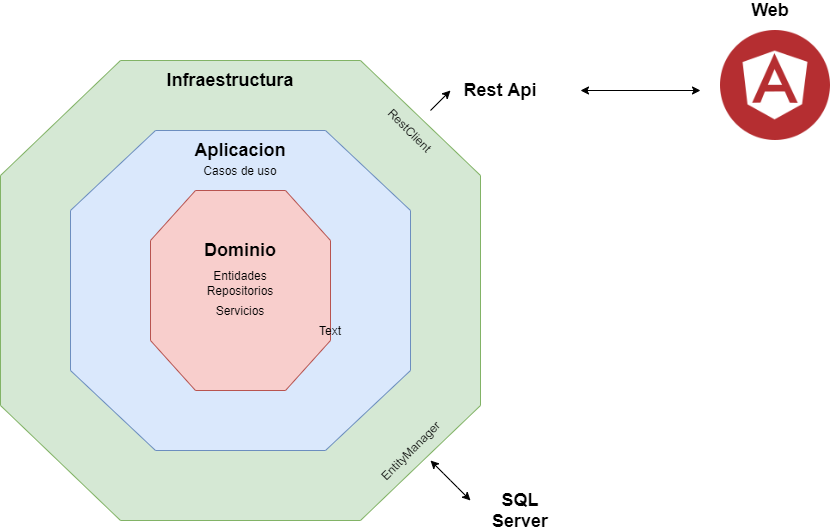 Web
Infraestructura
Rest Api
RestClient
Aplicacion
Casos de uso
Dominio
Entidades
Repositorios
Servicios
Text
EntityManager
SQL
Server